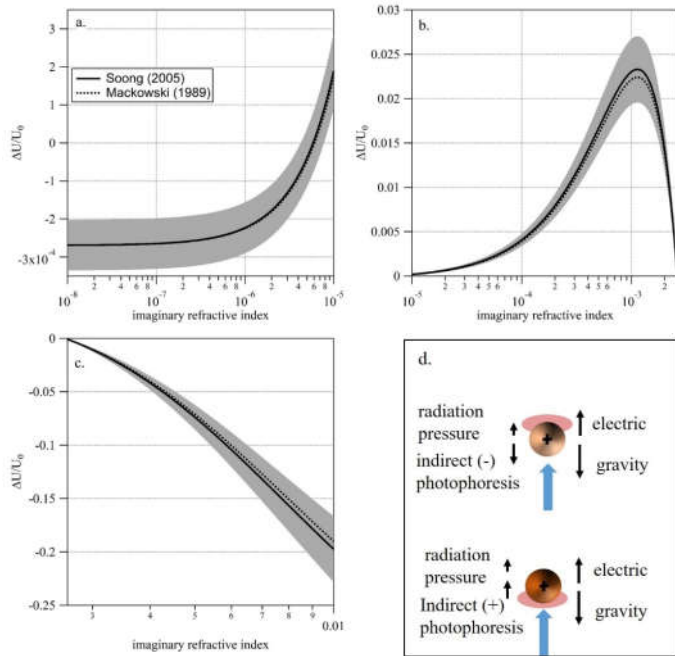 a.
Soong (2005)
Mackowski (1989)
3
2
1
0
-1
-2
-3x10⁻⁴
ΔU/U₀
10⁻⁸ 2 4 6 8 10⁻⁷ 2 4 6 8 10⁻⁶ 2 4 6 8 10⁻⁵
imaginary refractive index
b.
0.030
0.025
0.020
0.015
0.010
0.005
0
ΔU/U₀
10⁻⁵ 2 3 4 5 6 10⁻⁴ 2 3 4 5 6 10⁻³ 2
imaginary refractive index
c.
0
-0.05
-0.10
-0.15
-0.20
-0.25
ΔU/U₀
3 4 5 6 7 8 9 0.01
imaginary refractive index
d.
radiation
pressure
electric
+
indirect (-)
photophoresis
gravity
radiation
pressure
electric
+
Indirect (+)
photophoresis
gravity